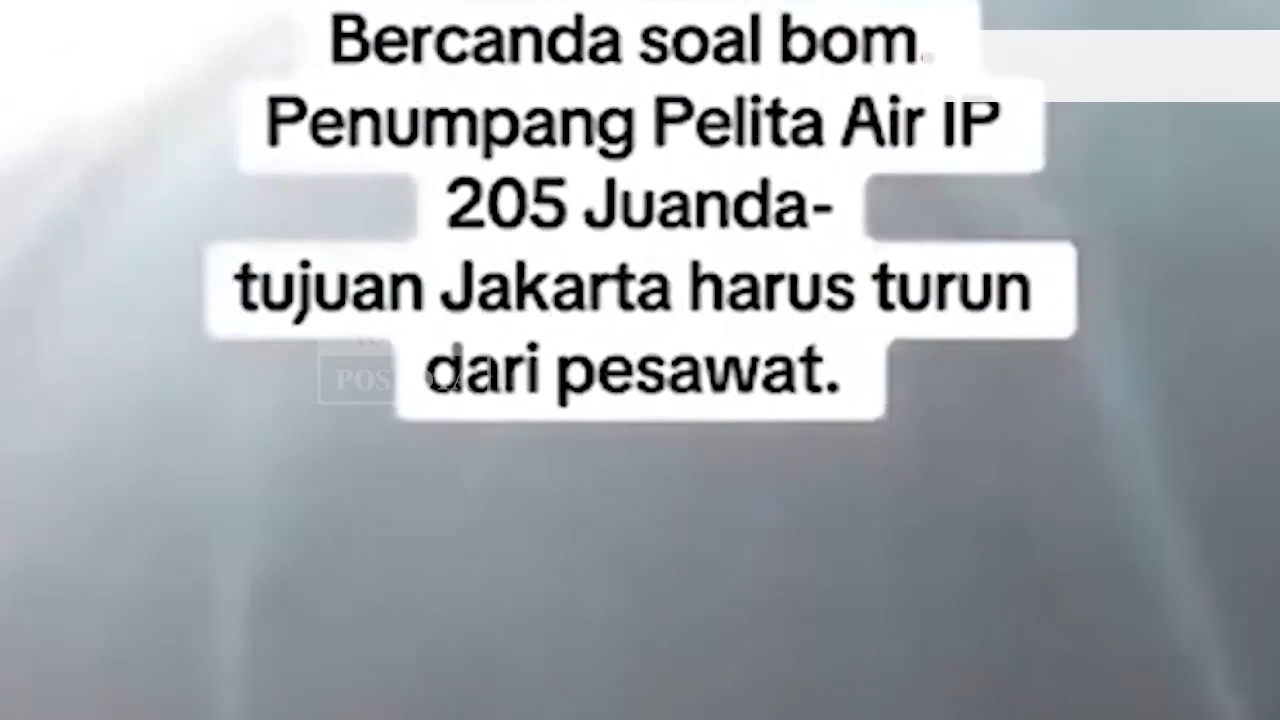 Bercanda soal bom.
Penumpang Pelita Air IP
205 Juanda-
tujuan Jakarta harus turun
dari pesawat.